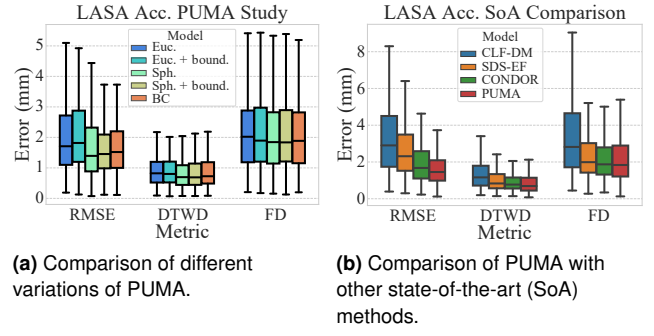 LASA Acc. PUMA Study
Error (mm)
5
4
3
2
1
0
Model
Euc.
Euc. + bound.
Sph.
Sph. + bound.
BC
RMSE DTWD FD
Metric
(a) Comparison of different
variations of PUMA.
LASA Acc. SoA Comparison
Error (mm)
8
6
4
2
0
Model
CLF-DM
SDS-EF
CONDOR
PUMA
RMSE DTWD FD
Metric
(b) Comparison of PUMA with
other state-of-the-art (SoA)
methods.